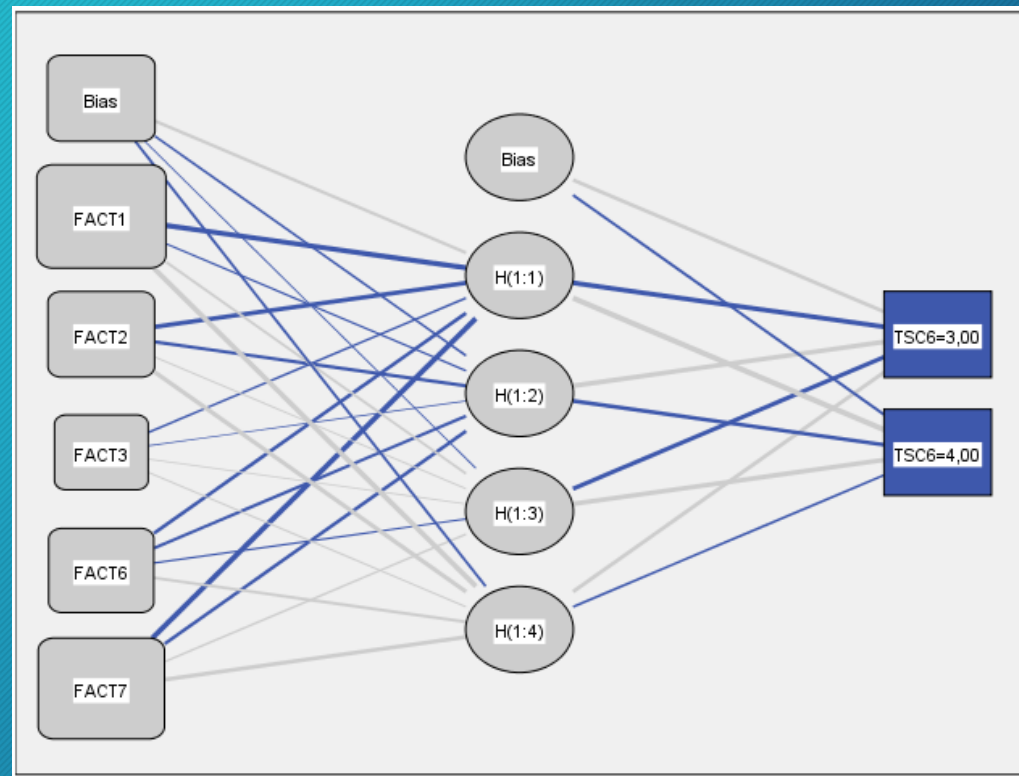 Bias
FACT1
FACT2
FACT3
FACT6
FACT7
Bias
H(1:1)
H(1:2)
H(1:3)
H(1:4)
TSC6=3,00
TSC6=4,00